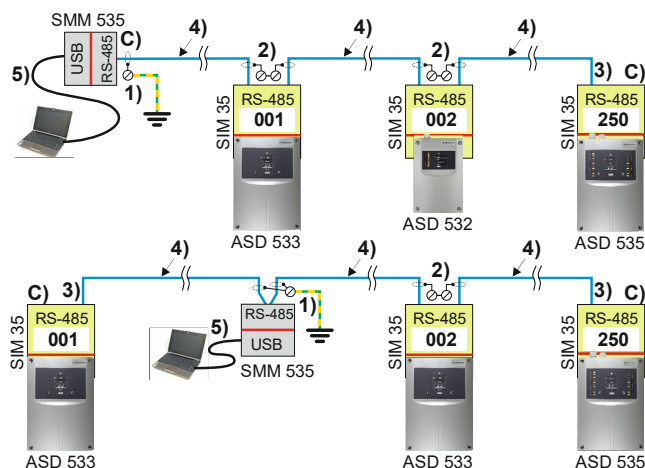 SMM 535
C)
4)
2)
4)
2)
4)
5)
USB
RS-485
1)
3)
C)
SIM 35
RS-485
001
SIM 35
RS-485
002
SIM 35
RS-485
250
ASD 533
ASD 532
ASD 535
4)
4)
2)
4)
C)
3)
1)
3)
C)
SIM 35
RS-485
001
5)
RS-485
USB
SMM 535
SIM 35
RS-485
002
SIM 35
RS-485
250
ASD 533
ASD 533
ASD 535